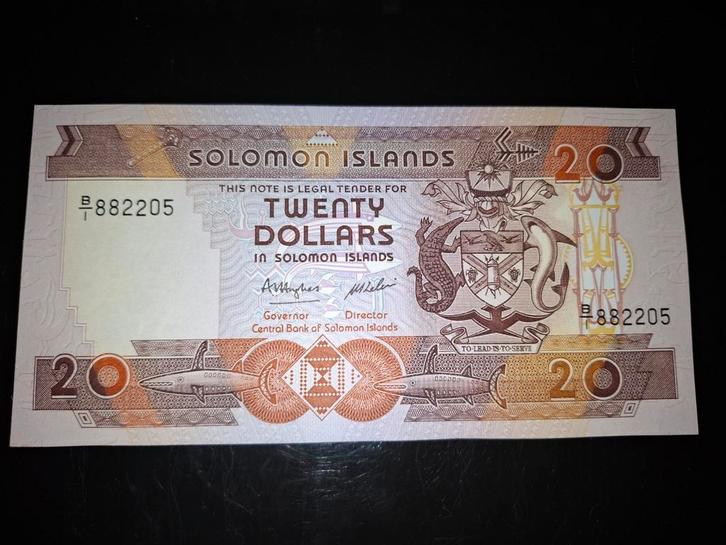 SOLOMON ISLANDS
20
THIS NOTE IS LEGAL TENDER FOR
B/1 882205
TWENTY
DOLLARS
IN SOLOMON ISLANDS
Governor Director
Central Bank of Solomon Islands
B/1 882205
TO·LEAD·IS·TO·SERVE
20
20